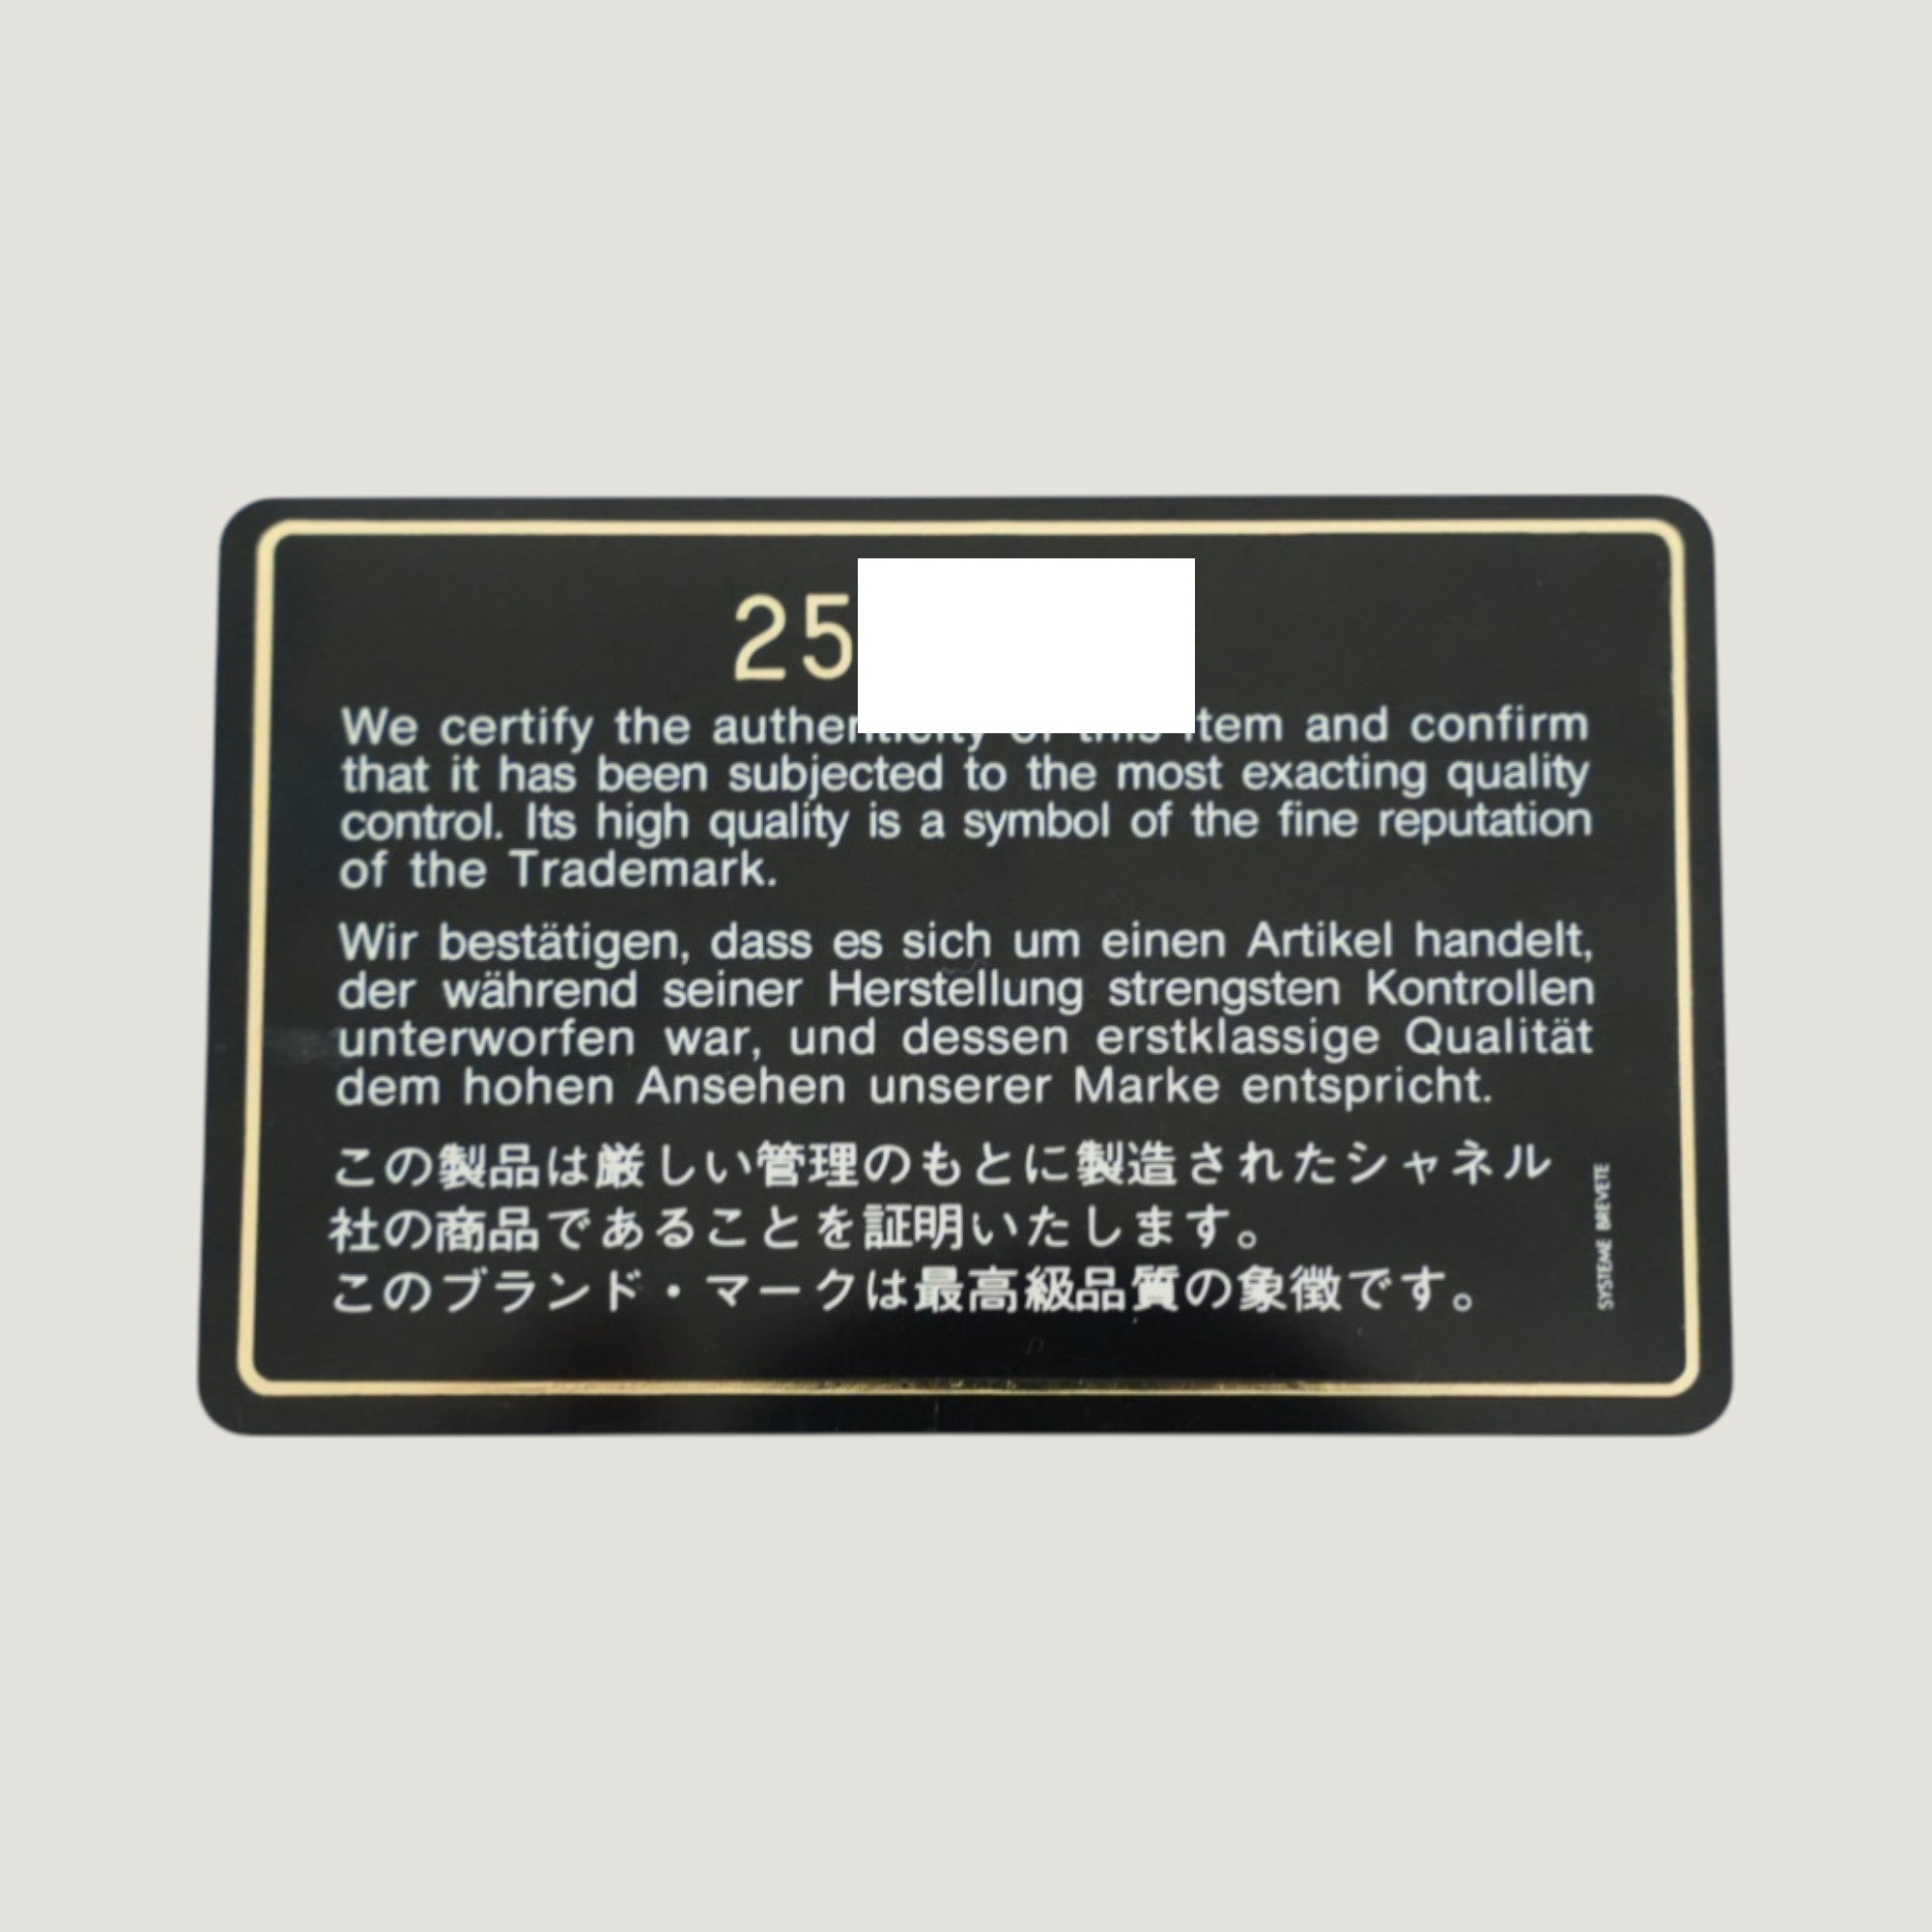 25
We certify the item and confirm
that it has been subjected to the most exacting quality
control. Its high quality is a symbol of the fine reputation
of the Trademark.
Wir bestätigen, dass es sich um einen Artikel handelt,
der während seiner Herstellung strengsten Kontrollen
unterworfen war, und dessen erstklassige Qualität
dem hohen Ansehen unserer Marke entspricht.
この製品は厳しい管理のもとに製造されたシャネル
社の商品であることを証明いたします。
このブランド・マークは最高級品質の象徴です。
SYSTEME BREVETE